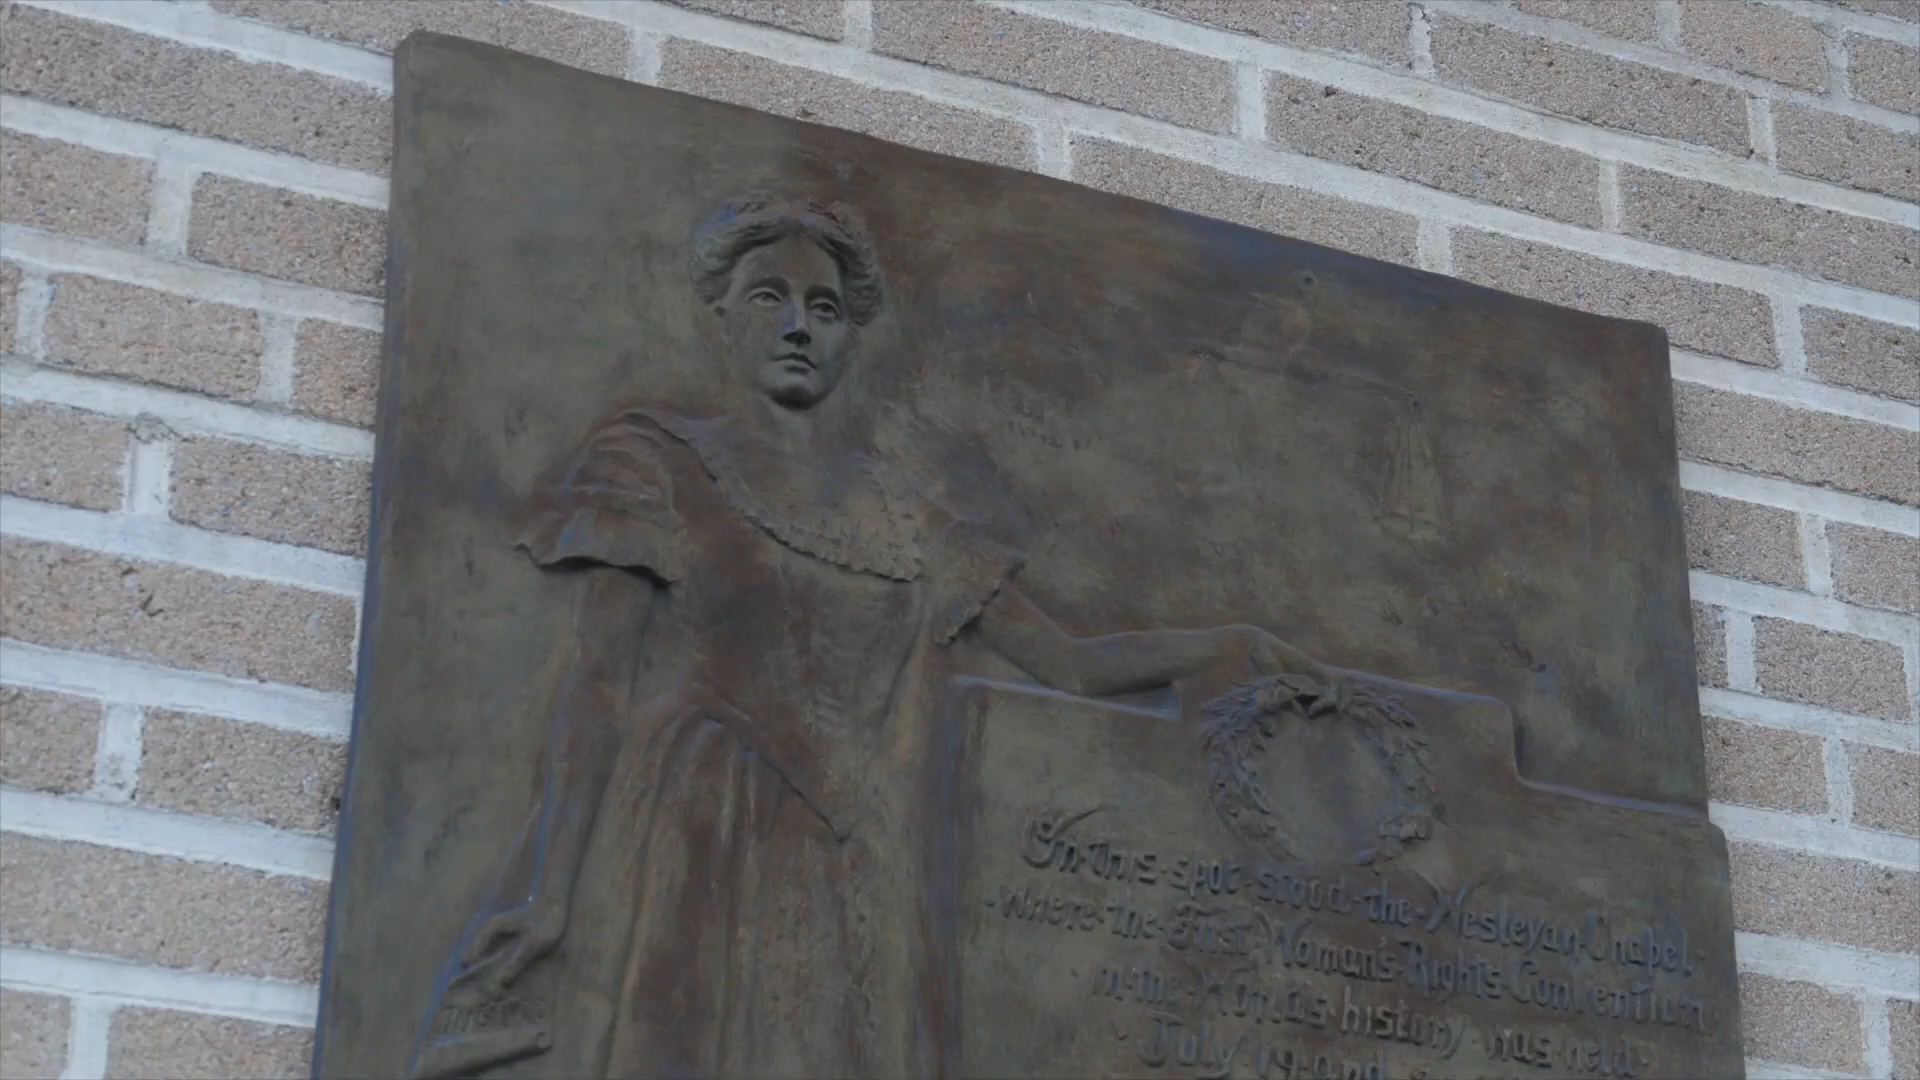 On·this·spot·stood·the·Wesleyan·Chapel·
·where·the·First·Woman's·Rights·Convention·
in·the·World's·history·was·held·
·July·19·and